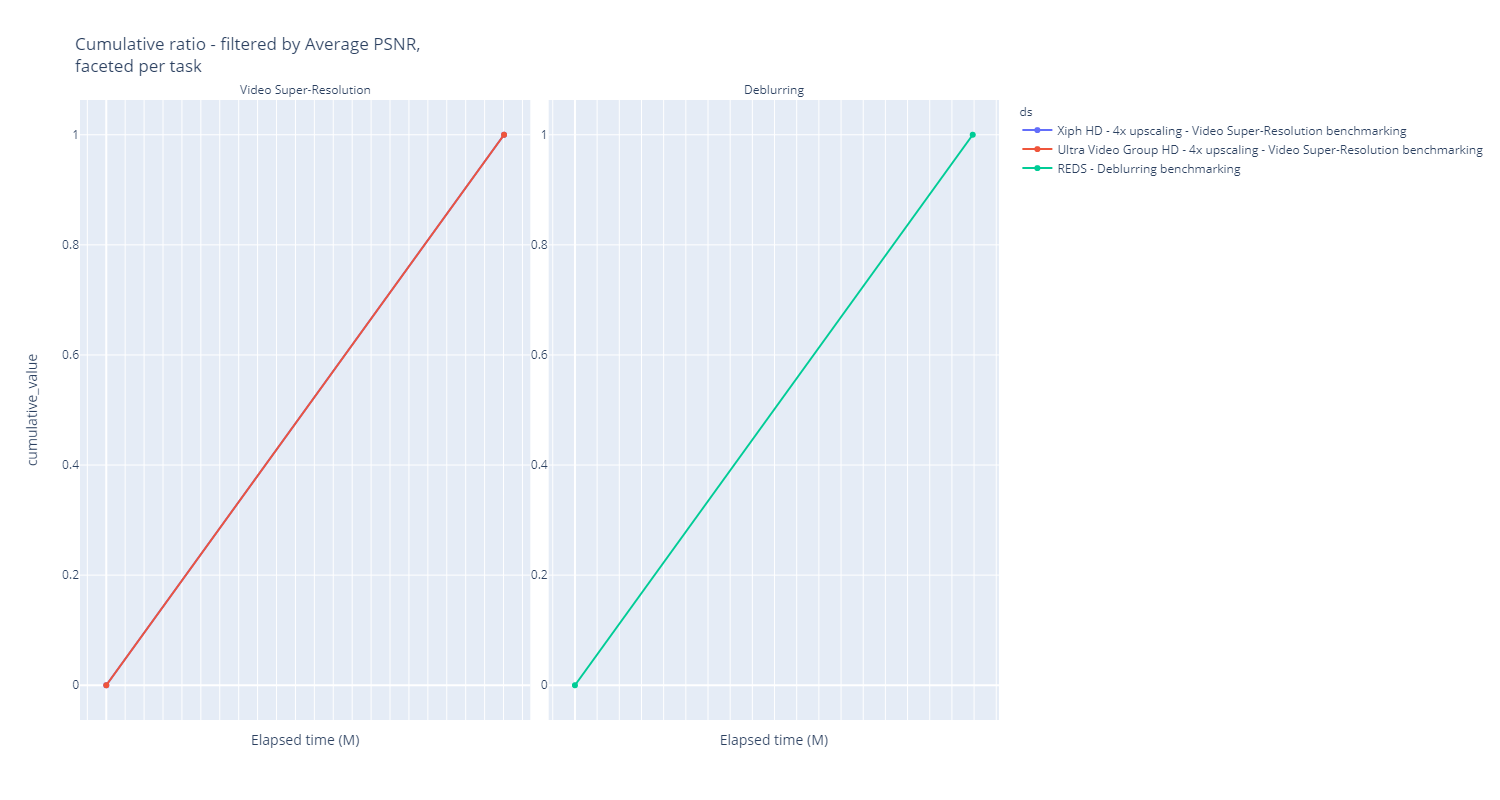 Cumulative ratio - filtered by Average PSNR,
faceted per task
Video Super-Resolution
Deblurring
ds
Xiph HD - 4x upscaling - Video Super-Resolution benchmarking
Ultra Video Group HD - 4x upscaling - Video Super-Resolution benchmarking
REDS - Deblurring benchmarking
cumulative_value
1
0.8
0.6
0.4
0.2
0
1
0.8
0.6
0.4
0.2
0
Elapsed time (M)
Elapsed time (M)